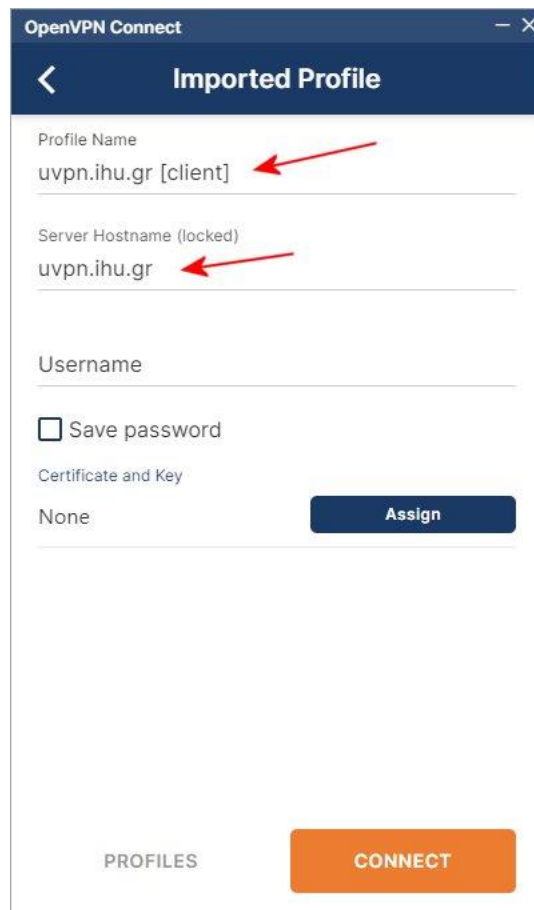 OpenVPN Connect
Imported Profile
Profile Name
uvpn.ihu.gr [client]
Server Hostname (locked)
uvpn.ihu.gr
Username
Save password
Certificate and Key
None
Assign
PROFILES
CONNECT